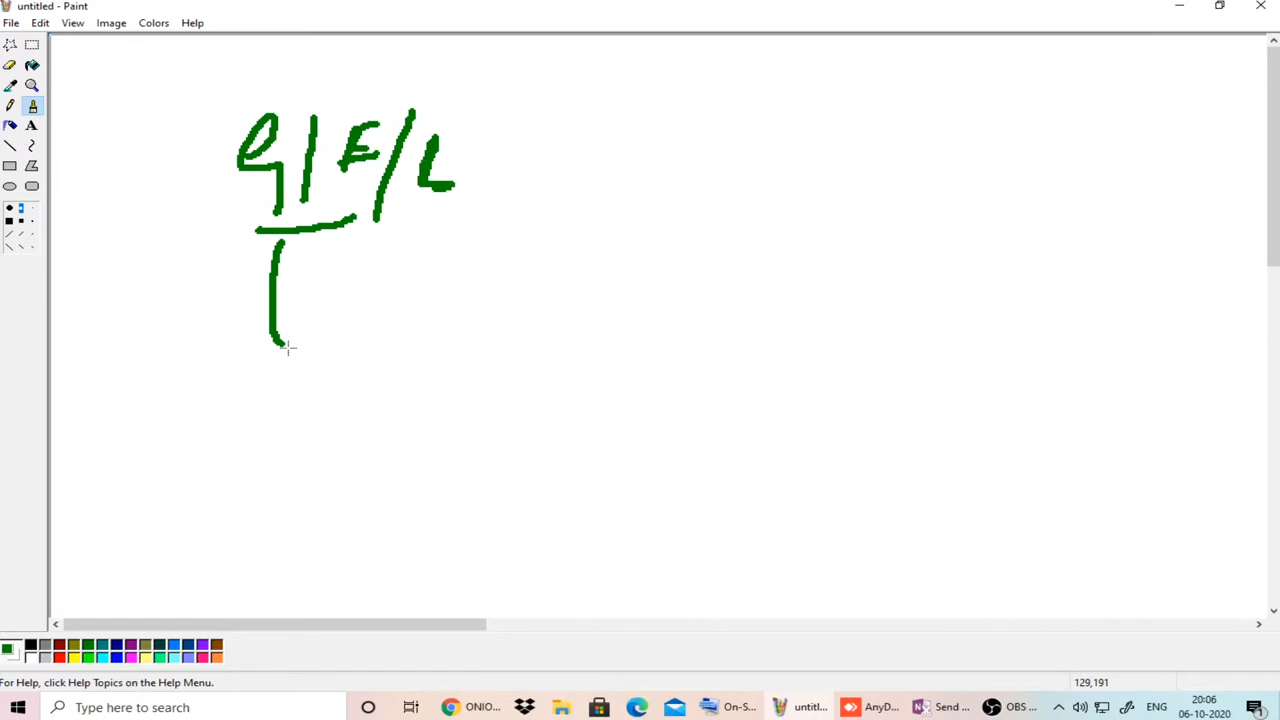 untitled - Paint
File Edit View Image Colors Help
E/L
For Help, click Help Topics on the Help Menu.
129,191
Type here to search
ONIO...
On-S...
untitl...
AnyD...
Send ...
OBS ...
ENG
20:06
06-10-2020